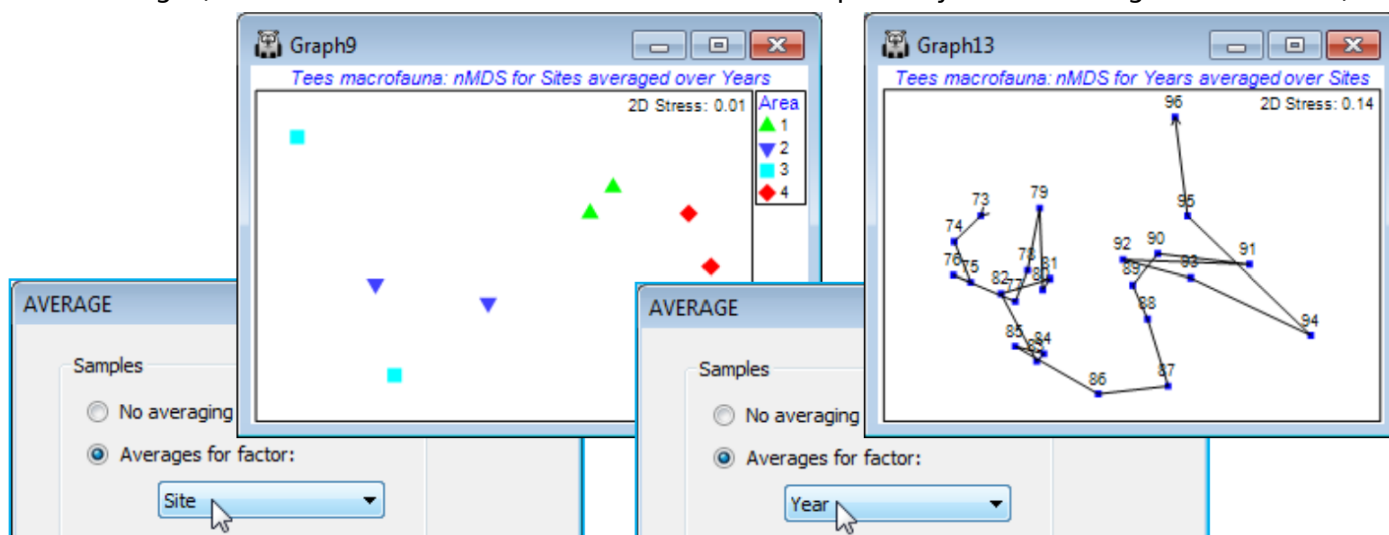 Graph9
Tees macrofauna: nMDS for Sites averaged over Years
2D Stress: 0.01
Area
1
2
3
4
Graph13
Tees macrofauna: nMDS for Years averaged over Sites
2D Stress: 0.14
96
73
79
95
74
92
90
91
76
75
78
81
89
93
82
77
80
88
94
85
84
83
86
87
AVERAGE
Samples
No averaging
Averages for factor:
Site
AVERAGE
Samples
No averaging
Averages for factor:
Year